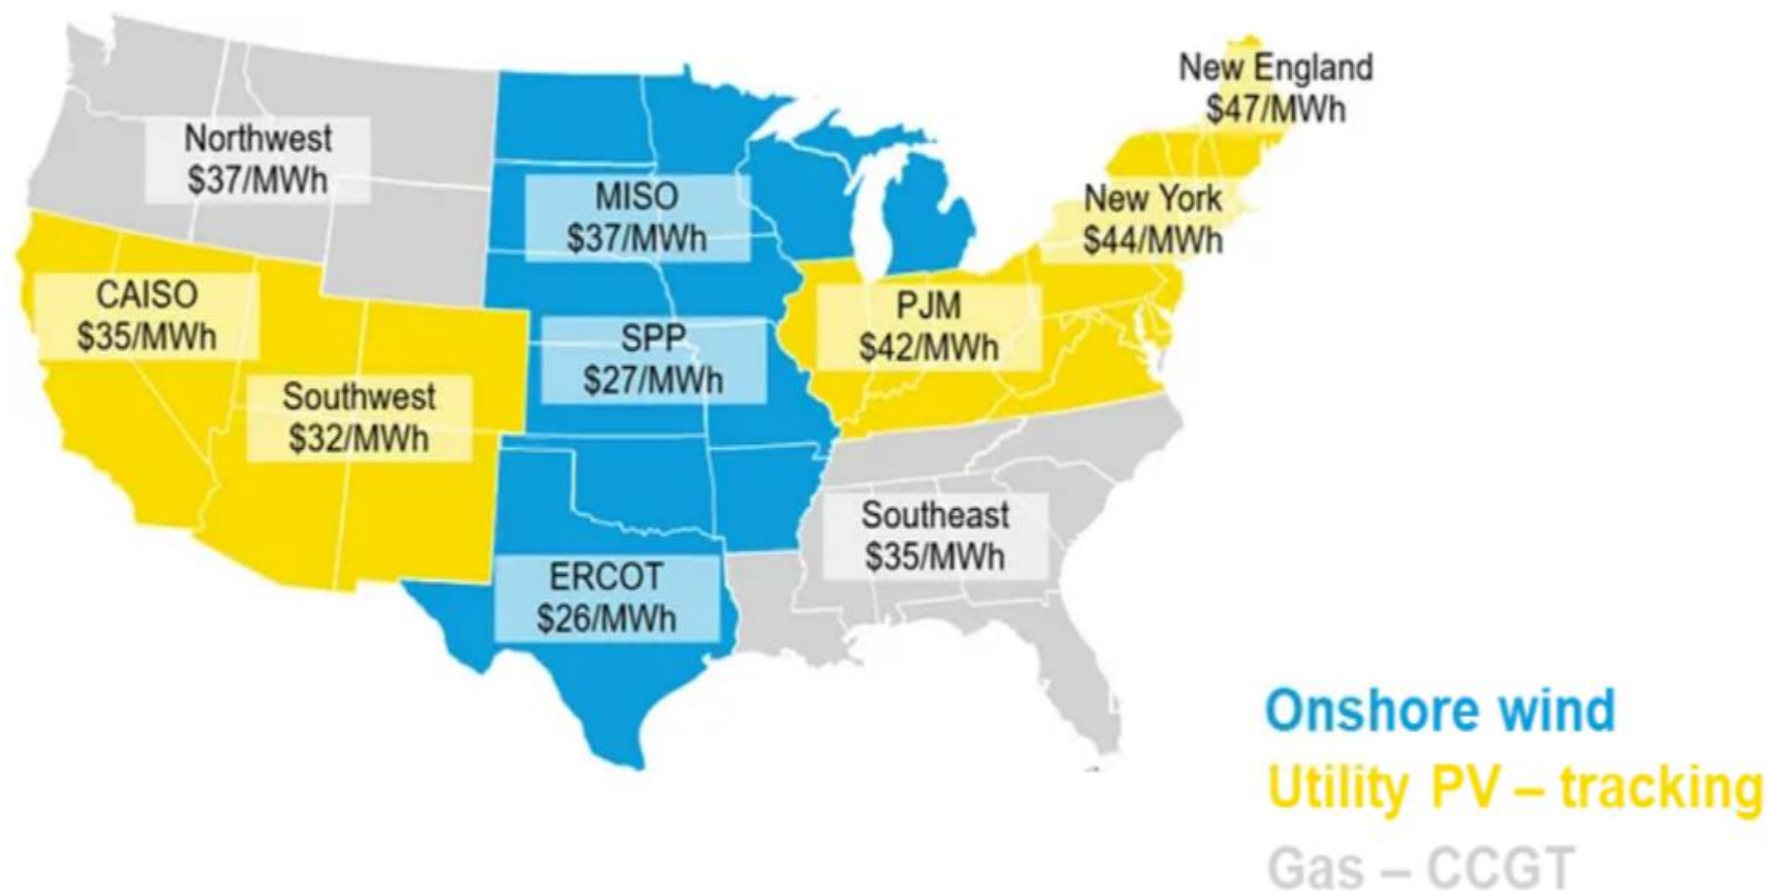 New England
$47/MWh
Northwest
$37/MWh
MISO
$37/MWh
New York
$44/MWh
CAISO
$35/MWh
PJM
$42/MWh
SPP
$27/MWh
Southwest
$32/MWh
Southeast
$35/MWh
ERCOT
$26/MWh
Onshore wind
Utility PV – tracking
Gas – CCGT